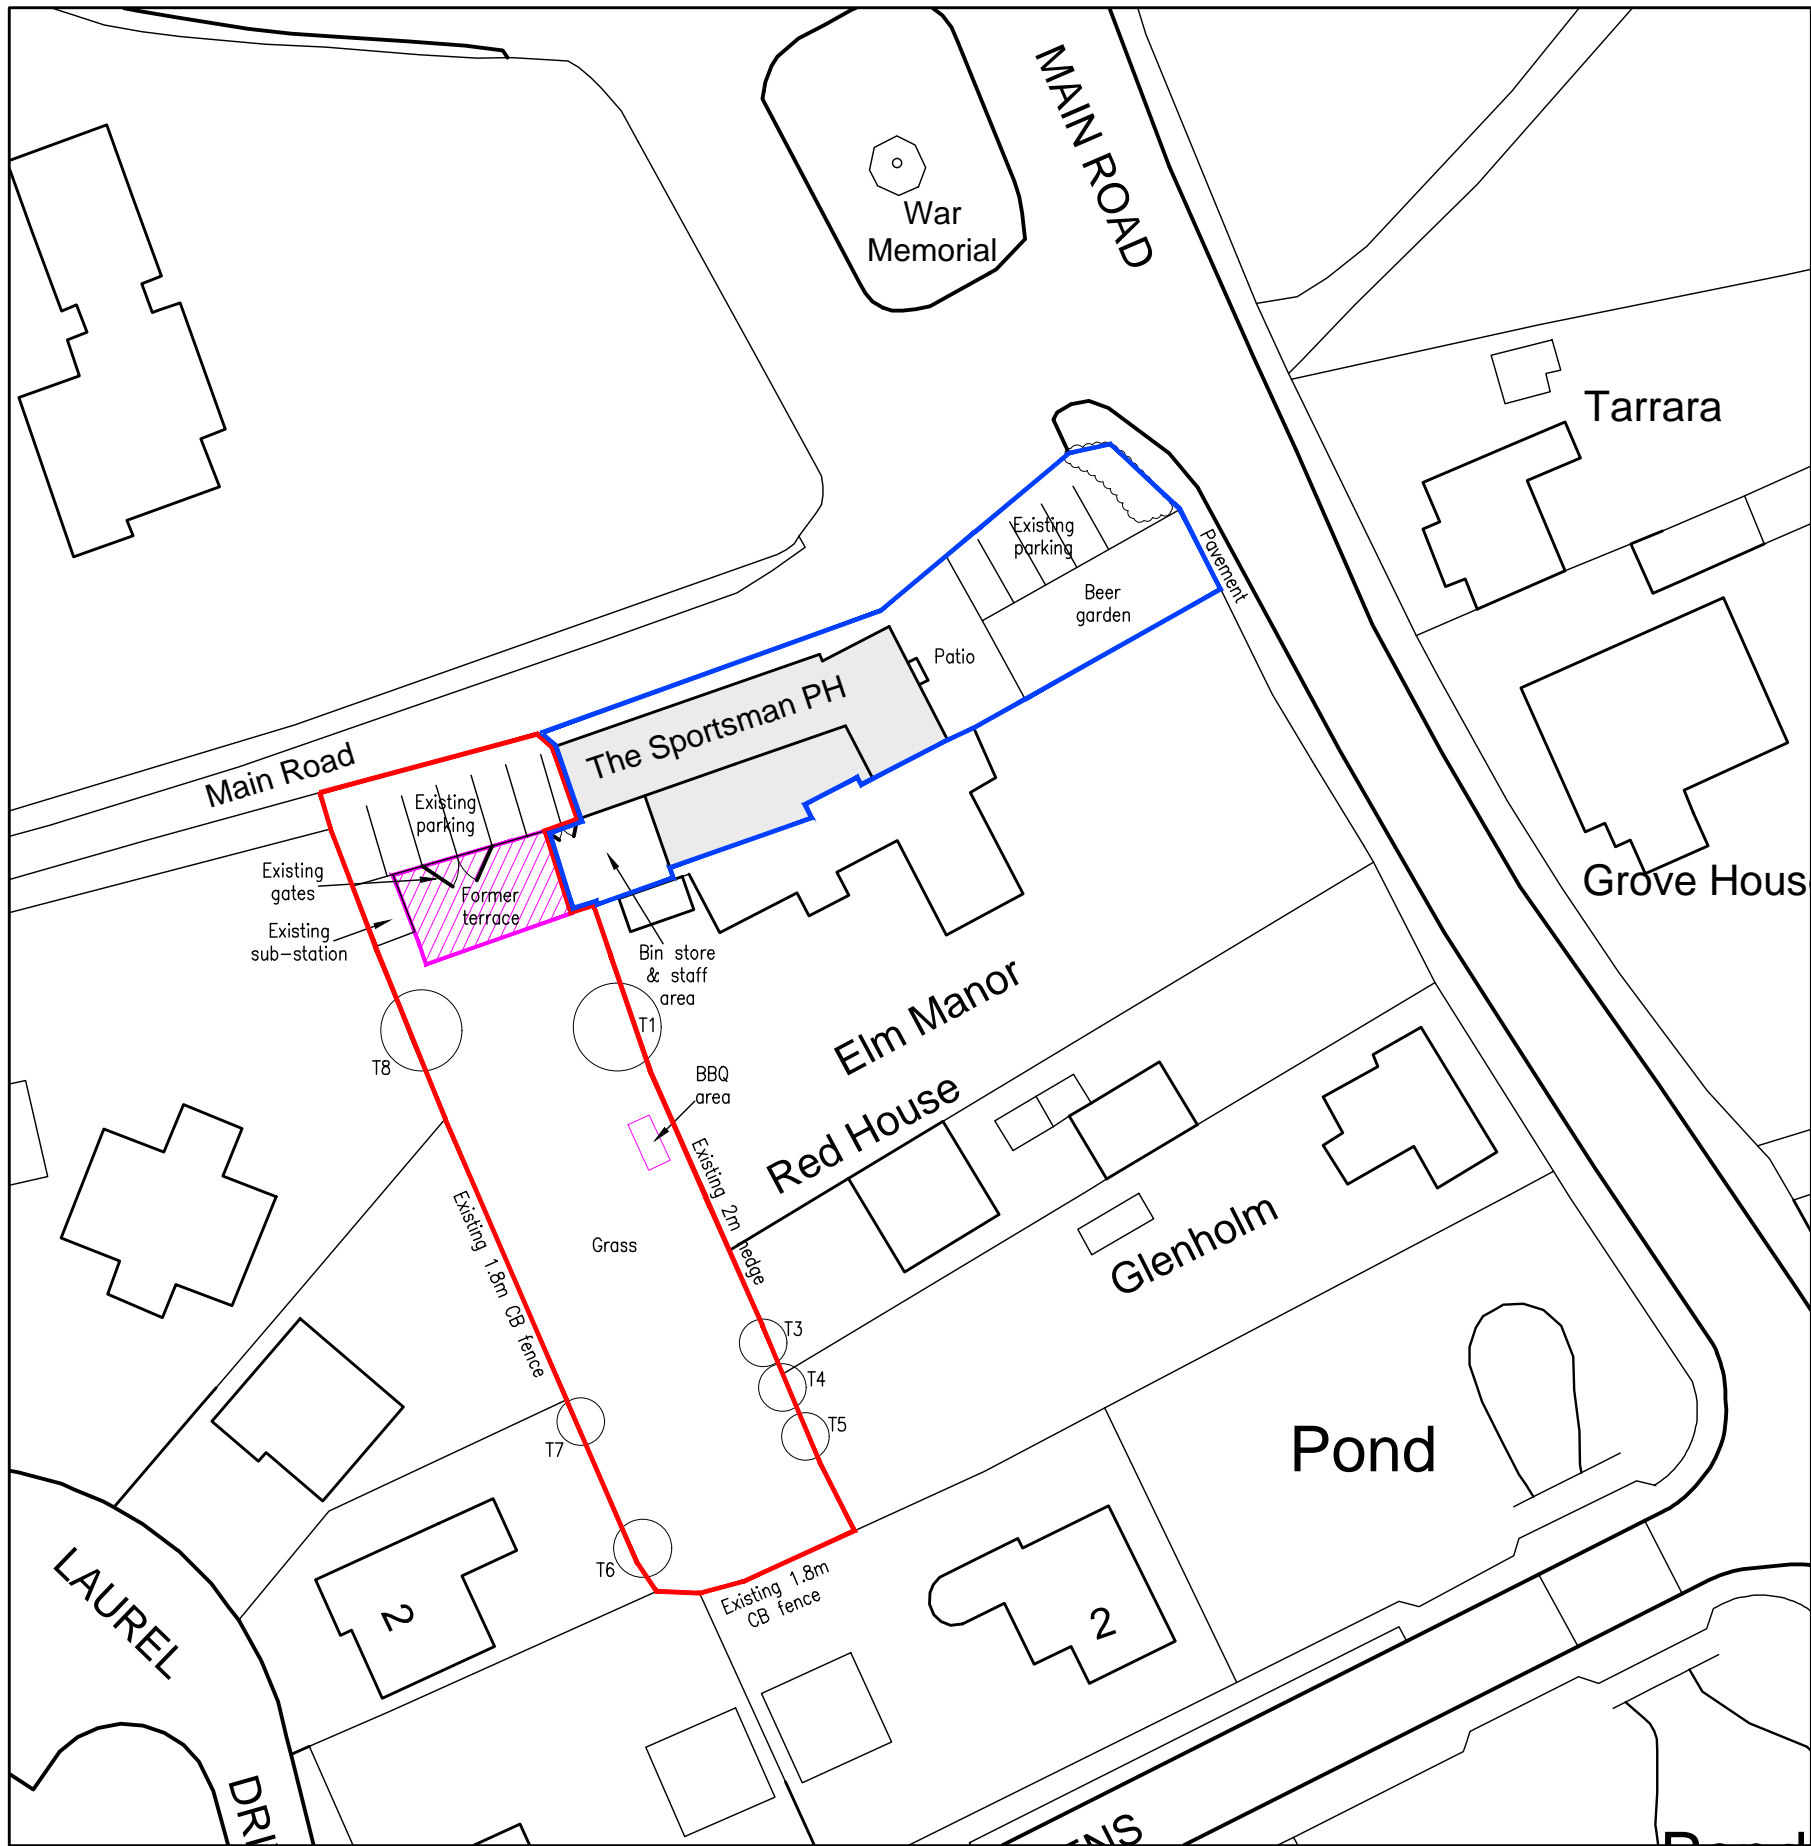 MAIN ROAD
War
Memorial
Tarrara
Existing
parking
Pavement
Beer
garden
Patio
The Sportsman PH
Main Road
Existing
parking
Grove Hous
Existing
gates
Former
terrace
Existing
sub-station
Bin store
& staff
area
Elm Manor
T1
T8
BBQ
area
Red House
Existing 2m hedge
Existing 1.8m CB fence
Grass
Glenholm
T3
T4
T5
T7
Pond
T6
Existing 1.8m
CB fence
2
2
LAUREL
DRI
ENS
Pond